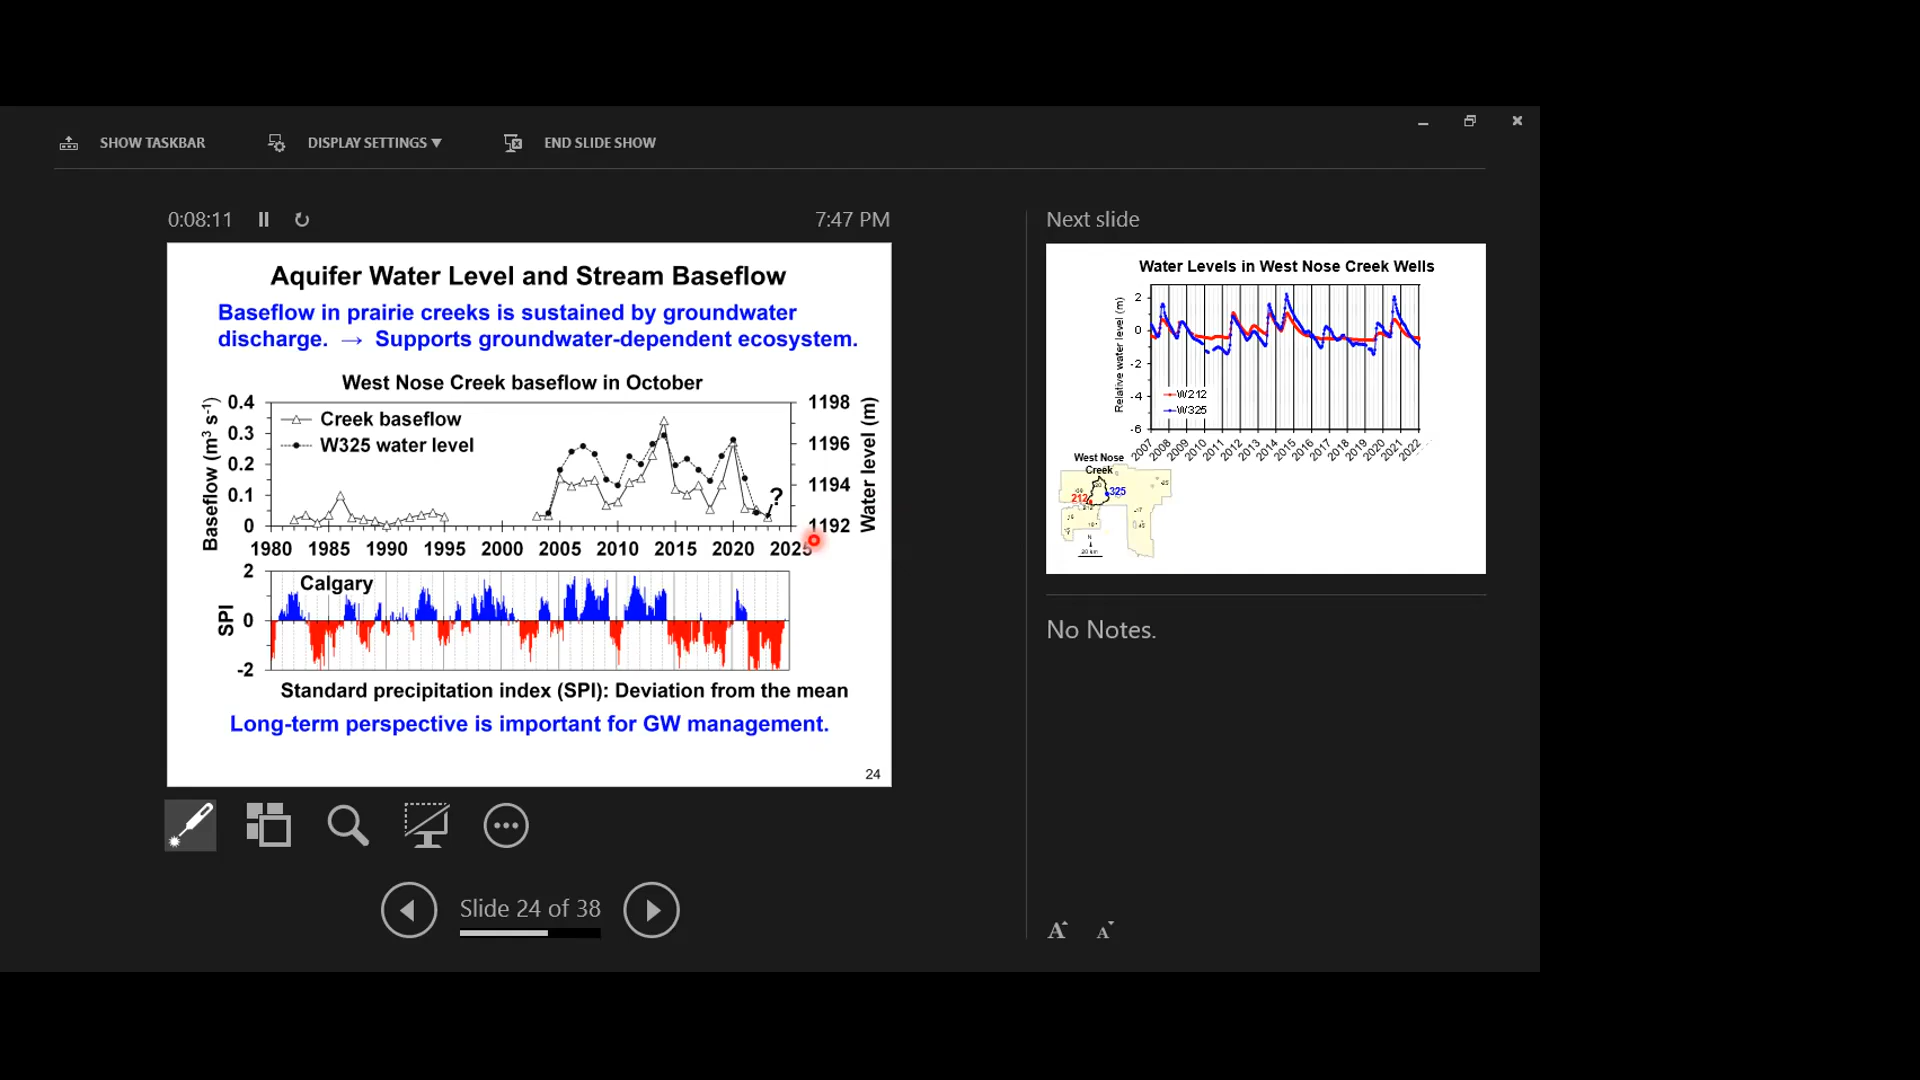 SHOW TASKBAR
DISPLAY SETTINGS ▼
END SLIDE SHOW
0:08:11
7:47 PM
Aquifer Water Level and Stream Baseflow
Baseflow in prairie creeks is sustained by groundwater
discharge. → Supports groundwater-dependent ecosystem.
West Nose Creek baseflow in October
0.4
0.3
0.2
0.1
0
Baseflow (m³ s⁻¹)
Creek baseflow
W325 water level
?
1198
1196
1194
1192
Water level (m)
1980 1985 1990 1995 2000 2005 2010 2015 2020 2025
2
0
-2
SPI
Calgary
Standard precipitation index (SPI): Deviation from the mean
Long-term perspective is important for GW management.
24
Slide 24 of 38
Next slide
Water Levels in West Nose Creek Wells
2
0
-2
-4
-6
Relative water level (m)
W212
W325
2007 2008 2009 2010 2011 2012 2013 2014 2015 2016 2017 2018 2019 2020 2021 2022
West Nose
Creek
212
325
N
20 km
No Notes.
A A